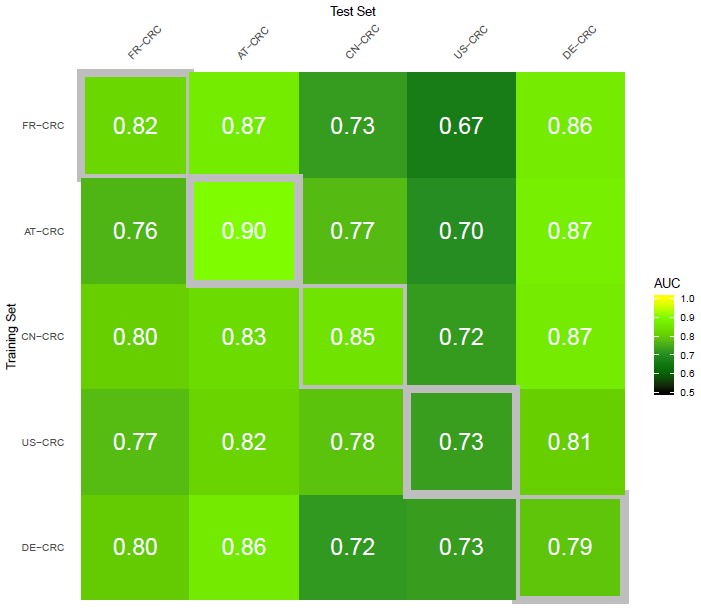 Test Set
FR−CRC AT−CRC CN−CRC US−CRC DE−CRC
Training Set
FR−CRC 0.82 0.87 0.73 0.67 0.86
AT−CRC 0.76 0.90 0.77 0.70 0.87
CN−CRC 0.80 0.83 0.85 0.72 0.87
US−CRC 0.77 0.82 0.78 0.73 0.81
DE−CRC 0.80 0.86 0.72 0.73 0.79
AUC
1.0
0.9
0.8
0.7
0.6
0.5